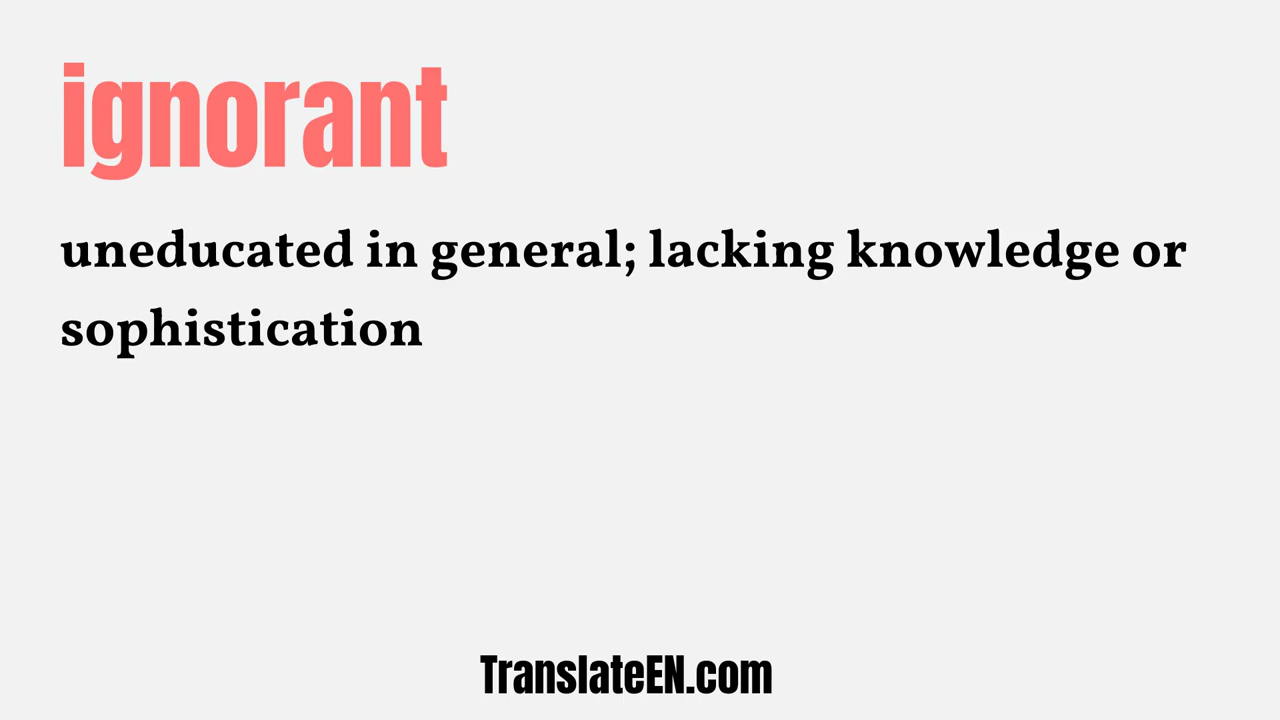 ignorant
uneducated in general; lacking knowledge or
sophistication
TranslateEN.com